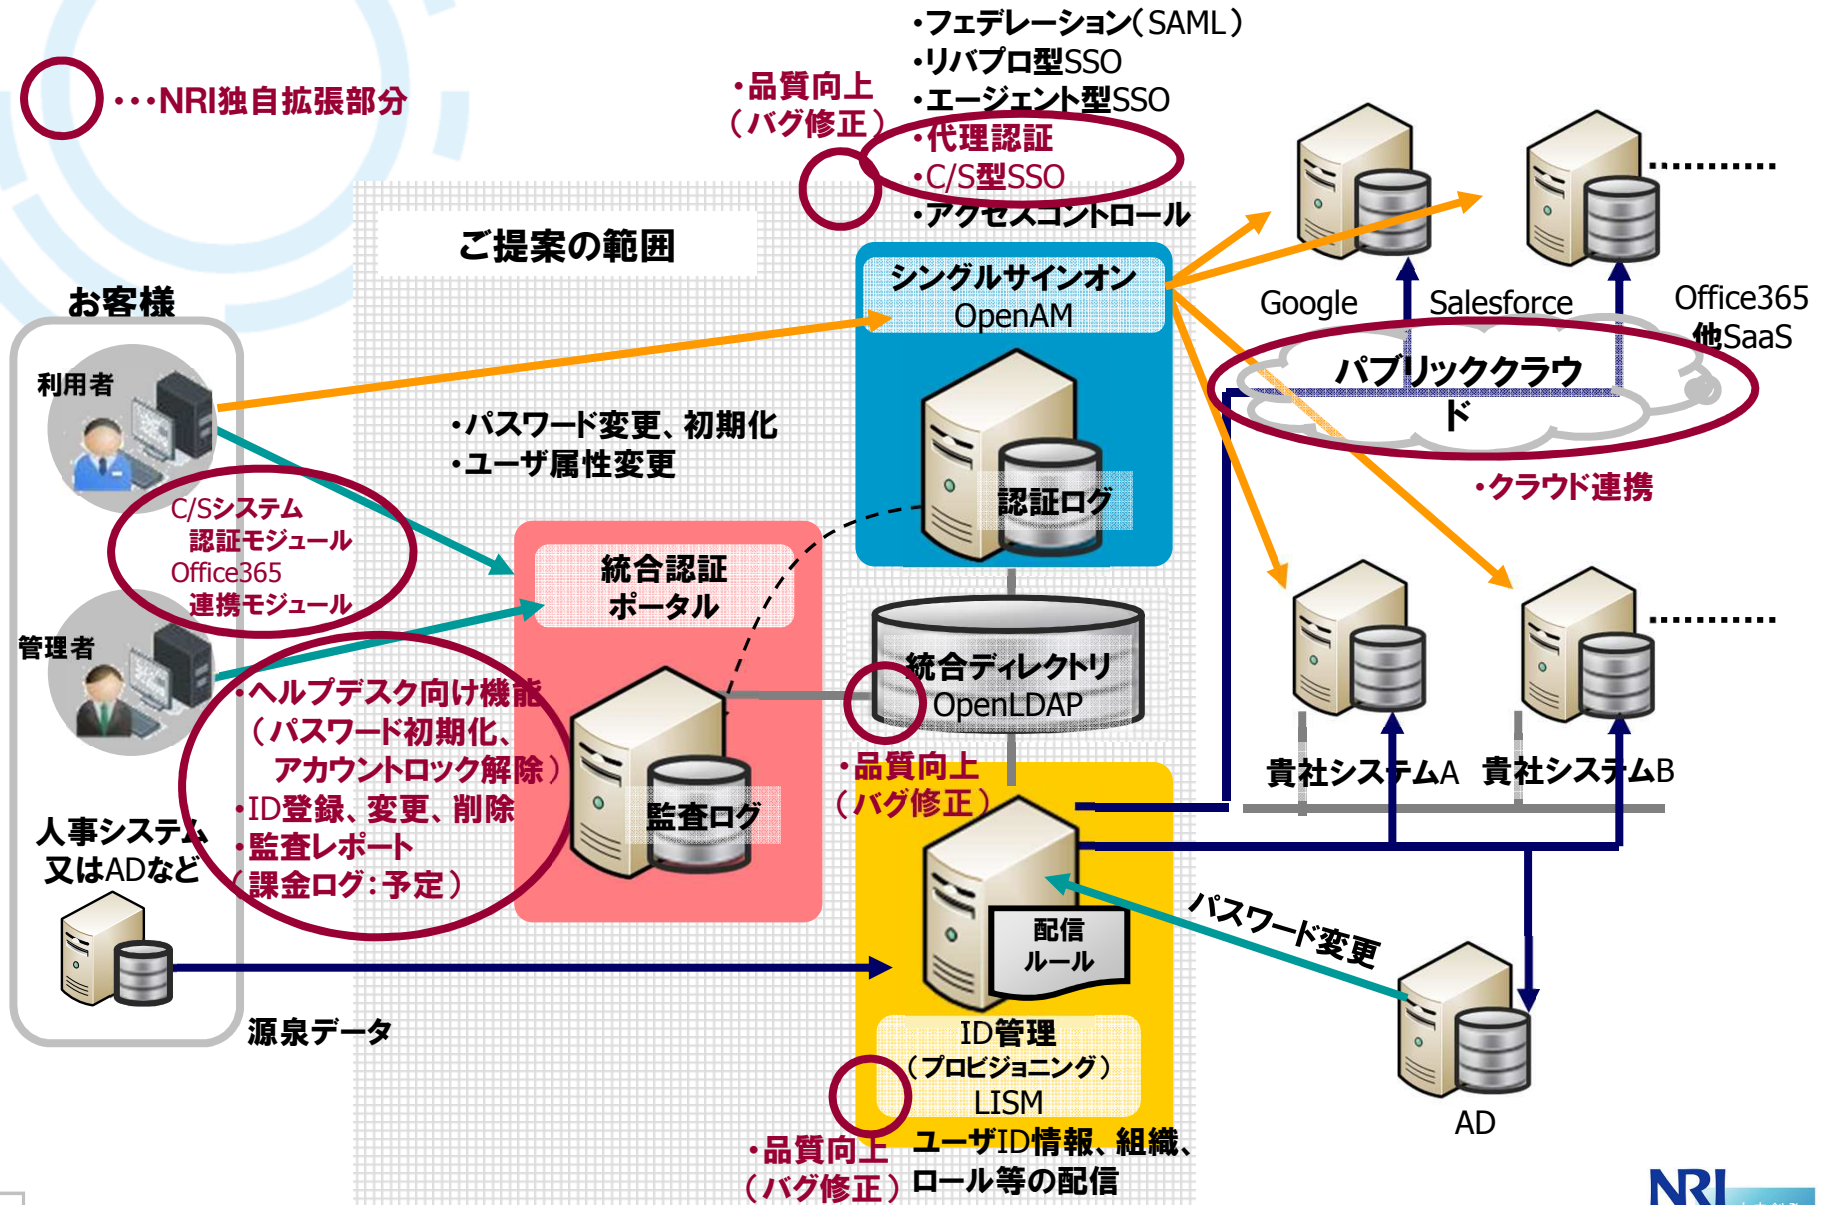 ・フェデレーション（SAML）
・リバプロ型SSO
・エージェント型SSO
・代理認証
・C/S型SSO
・アクセスコントロール
・・・NRI独自拡張部分
・品質向上
（バグ修正）
ご提案の範囲
シングルサインオン
OpenAM
認証ログ
Google
Salesforce
Office365
他SaaS
パブリッククラウ
ド
・クラウド連携
お客様
利用者
・パスワード変更、初期化
・ユーザ属性変更
C/Sシステム
認証モジュール
Office365
連携モジュール
統合認証
ポータル
監査ログ
管理者
・ヘルプデスク向け機能
（パスワード初期化、
アカウントロック解除）
・ID登録、変更、削除
・監査レポート
（課金ログ：予定）
統合ディレクトリ
OpenLDAP
・品質向上
（バグ修正）
貴社システムA
貴社システムB
人事システム
又はADなど
源泉データ
配信
ルール
パスワード変更
ID管理
（プロビジョニング）
LISM
AD
・品質向上
（バグ修正）
ユーザID情報、組織、
ロール等の配信
NRI